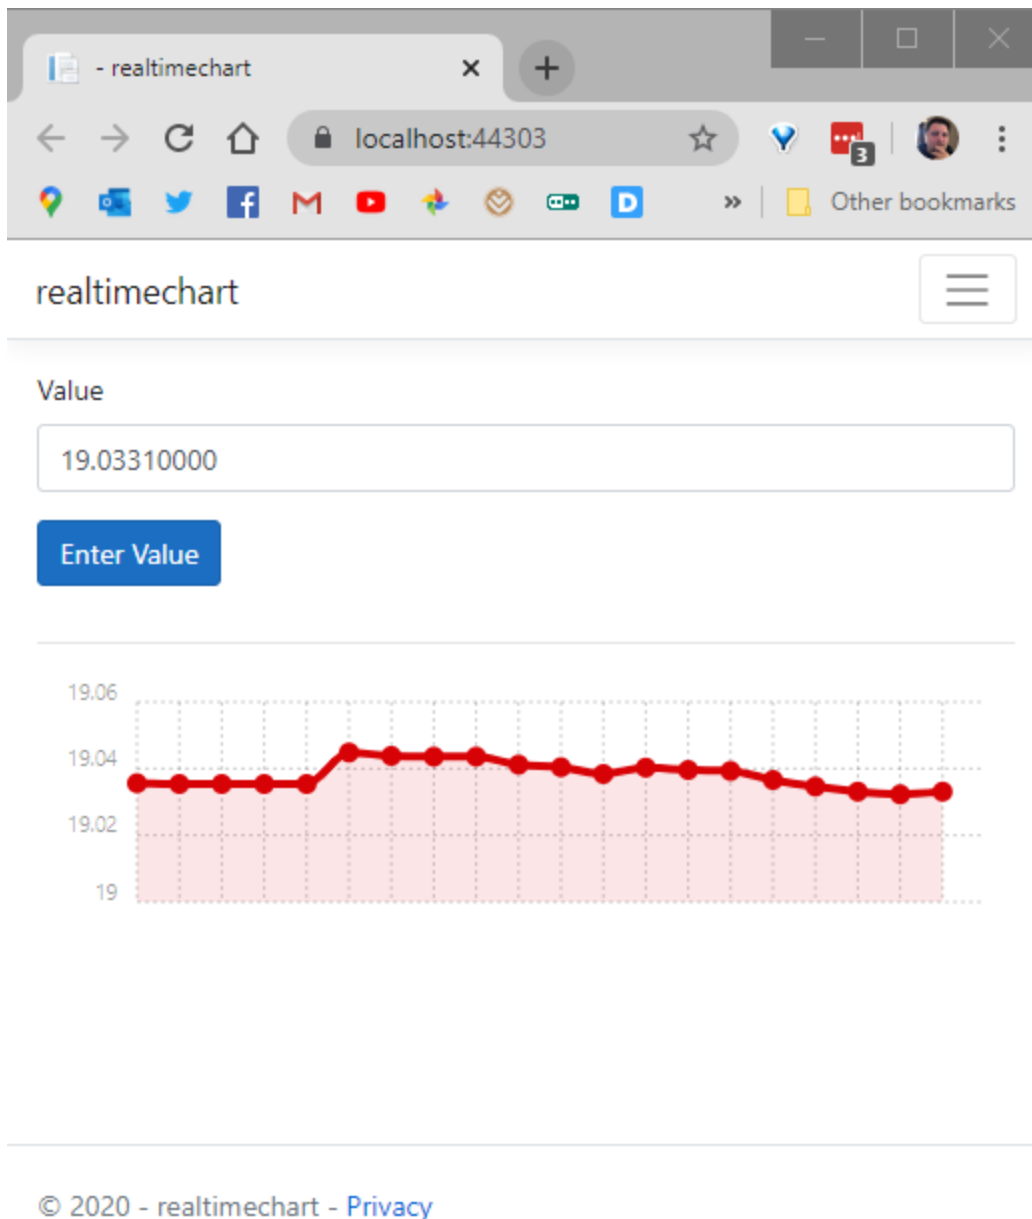 - realtimechart
localhost:44303
3
D
Other bookmarks
realtimechart
Value
19.03310000
Enter Value
19.06
19.04
19.02
19
© 2020 - realtimechart - Privacy